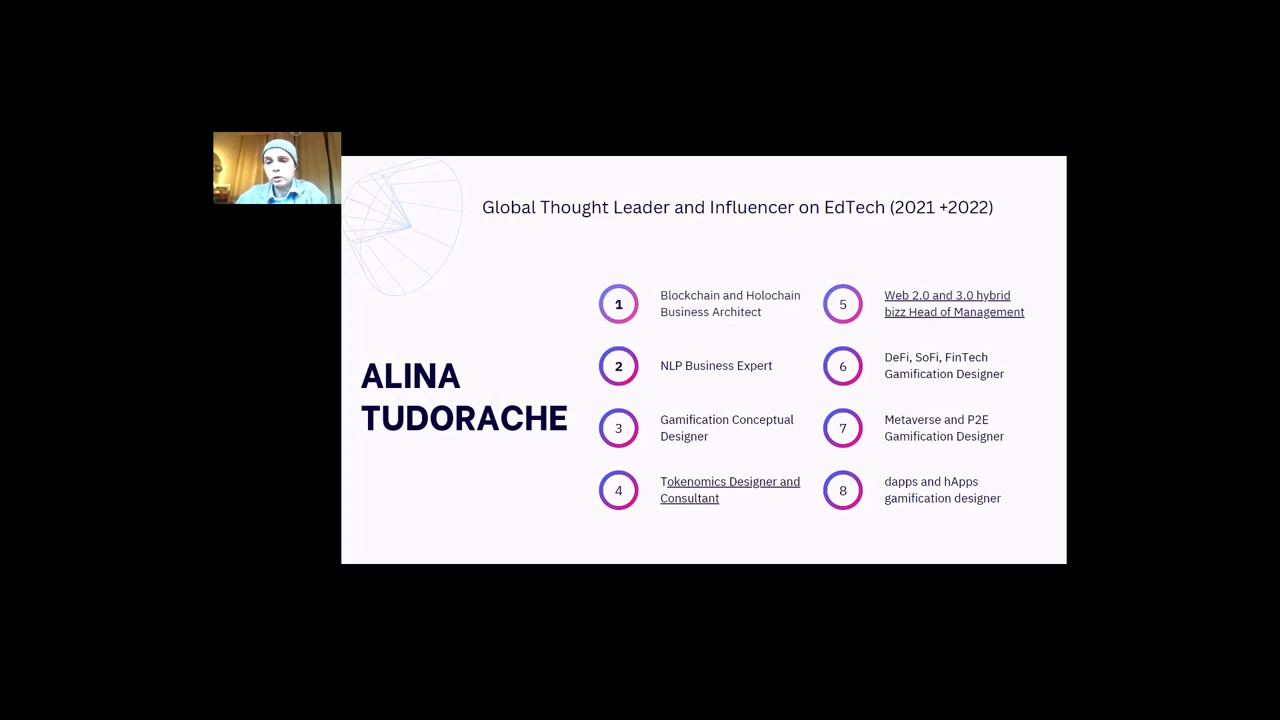 Global Thought Leader and Influencer on EdTech (2021 +2022)
ALINA
TUDORACHE
1
Blockchain and Holochain
Business Architect
2
NLP Business Expert
3
Gamification Conceptual
Designer
4
Tokenomics Designer and
Consultant
5
Web 2.0 and 3.0 hybrid
bizz Head of Management
6
DeFi, SoFi, FinTech
Gamification Designer
7
Metaverse and P2E
Gamification Designer
8
dapps and hApps
gamification designer